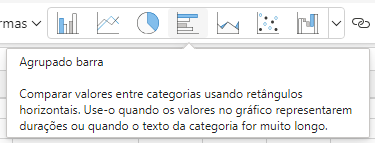 rmas
Agrupado barra
Comparar valores entre categorias usando retângulos
horizontais. Use-o quando os valores no gráfico representarem
durações ou quando o texto da categoria for muito longo.